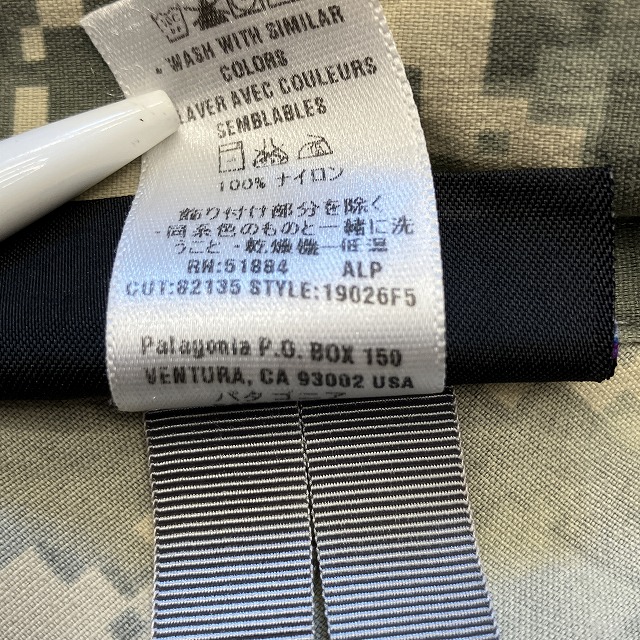 • WASH WITH SIMILAR
COLORS
LAVER AVEC COULEURS
SEMBLABLES
100% ナイロン
飾り付け部分を除く
・同系色のものと一緒に洗
うこと・乾燥機－低温
RN:51884 ALP
CUT:82135 STYLE:19026F5
Patagonia P.O. BOX 150
VENTURA, CA 93002 USA
パタゴニア